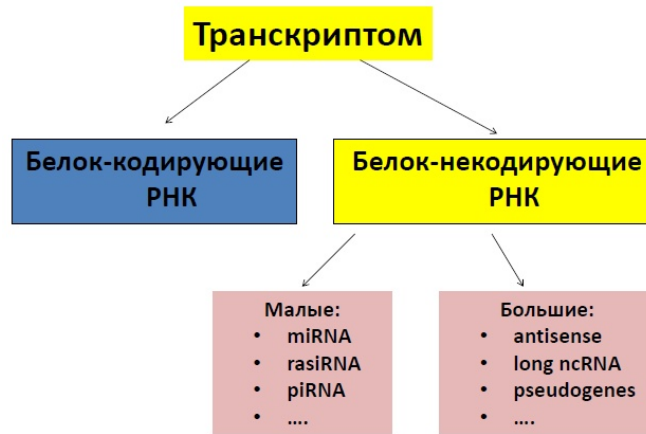 Транскриптом
Белок-кодирующие
РНК
Белок-некодирующие
РНК
Малые:
• miRNA
• rasiRNA
• piRNA
• ....
Большие:
• antisense
• long ncRNA
• pseudogenes
• ....